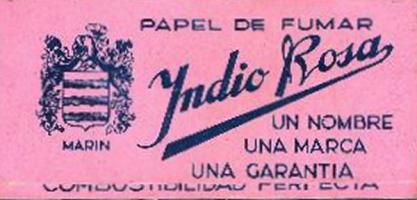 PAPEL DE FUMAR
Indio Rosa
MARIN
UN NOMBRE
UNA MARCA
UNA GARANTIA
COMBUSTIBILIDAD PERFECTA